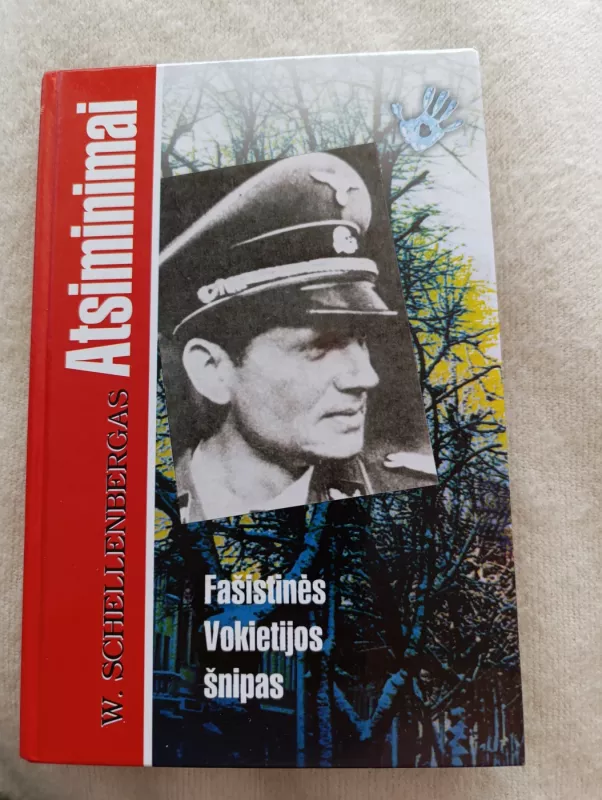 W. SCHELLENBERGAS
Atsiminimai
Fašistinės
Vokietijos
šnipas